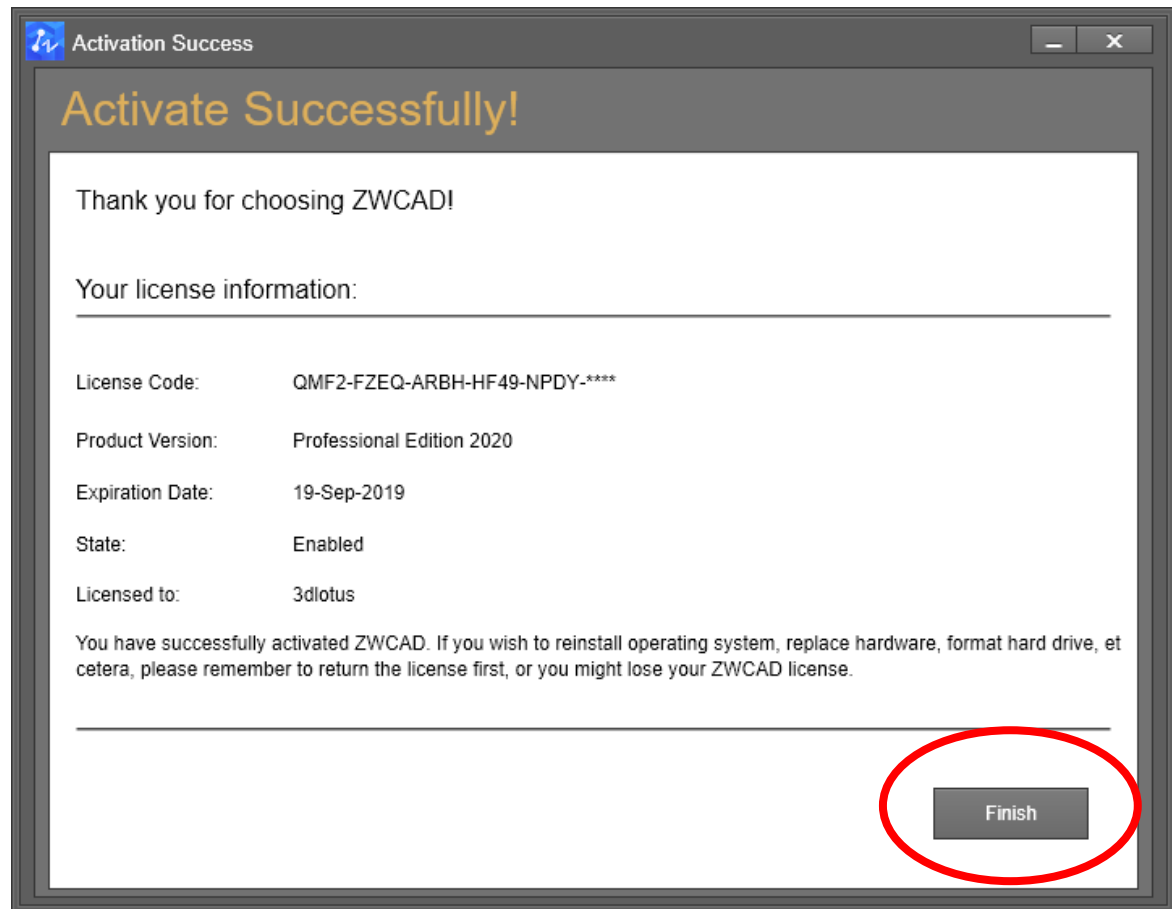 Activation Success
Activate Successfully!
Thank you for choosing ZWCAD!
Your license information:
License Code: QMF2-FZEQ-ARBH-HF49-NPDY-****
Product Version: Professional Edition 2020
Expiration Date: 19-Sep-2019
State: Enabled
Licensed to: 3dlotus
You have successfully activated ZWCAD. If you wish to reinstall operating system, replace hardware, format hard drive, et
cetera, please remember to return the license first, or you might lose your ZWCAD license.
Finish